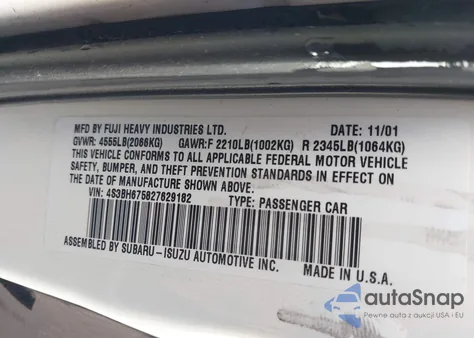 MFD BY FUJI HEAVY INDUSTRIES LTD. DATE: 11/01
GVWR: 4555LB(2066KG) GAWR:F 2210LB(1002KG) R 2345LB(1064KG)
THIS VEHICLE CONFORMS TO ALL APPLICABLE FEDERAL MOTOR VEHICLE
SAFETY, BUMPER, AND THEFT PREVENTION STANDARDS IN EFFECT ON
THE DATE OF MANUFACTURE SHOWN ABOVE.
VIN: 4S3BH675827629182 TYPE: PASSENGER CAR
ASSEMBLED BY SUBARU-ISUZU AUTOMOTIVE INC. MADE IN U.S.A.
autoSnap
Pewne auta z USA i EU